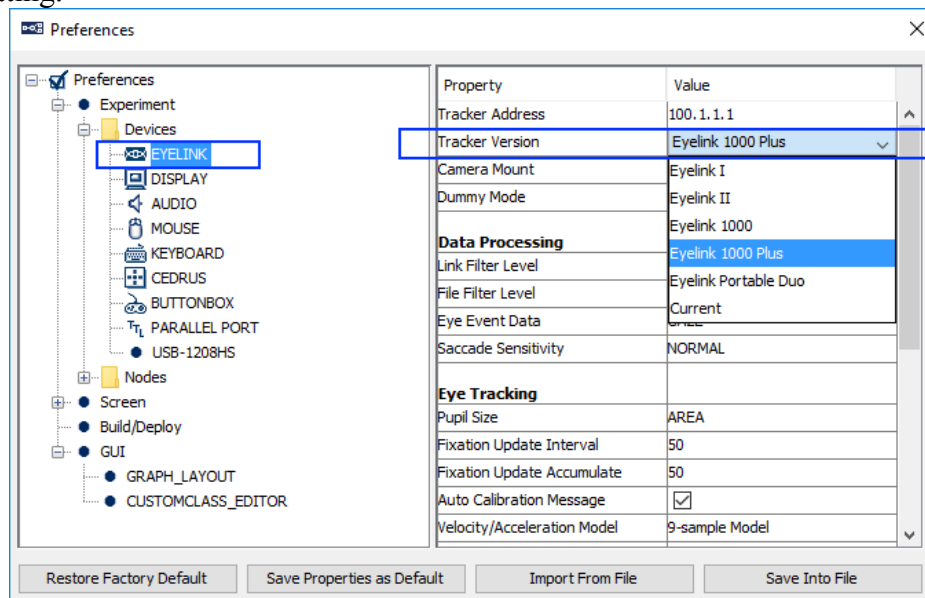 Preferences
Preferences
Experiment
Devices
EYELINK
DISPLAY
AUDIO
MOUSE
KEYBOARD
CEDRUS
BUTTONBOX
TTL PARALLEL PORT
USB-1208HS
Nodes
Screen
Build/Deploy
GUI
GRAPH_LAYOUT
CUSTOMCLASS_EDITOR
Property Value
Tracker Address 100.1.1.1
Tracker Version Eyelink 1000 Plus
Camera Mount
Dummy Mode
Eyelink I
Eyelink II
Eyelink 1000
Eyelink 1000 Plus
Eyelink Portable Duo
Current
Data Processing
Link Filter Level
File Filter Level
Eye Event Data
Saccade Sensitivity NORMAL
Eye Tracking
Pupil Size AREA
Fixation Update Interval 50
Fixation Update Accumulate 50
Auto Calibration Message
Velocity/Acceleration Model 9-sample Model
Restore Factory Default Save Properties as Default Import From File Save Into File